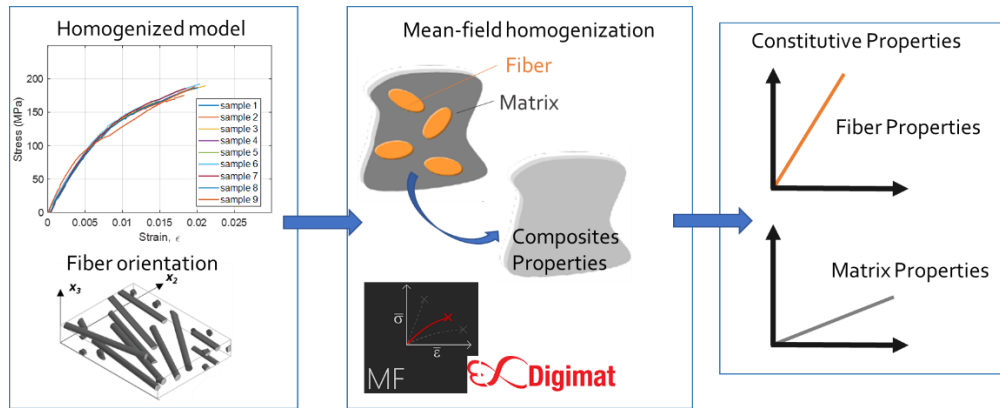 Homogenized model
200
150
100
50
0
Stress (MPa)
0
0.005
0.01
0.015
0.02
0.025
Strain, ϵ
sample 1
sample 2
sample 3
sample 4
sample 5
sample 6
sample 7
sample 8
sample 9
Fiber orientation
x₃
x₂
Mean-field homogenization
Fiber
Matrix
Composites
Properties
σ̅
ε̅
MF
Digimat
Constitutive Properties
Fiber Properties
Matrix Properties